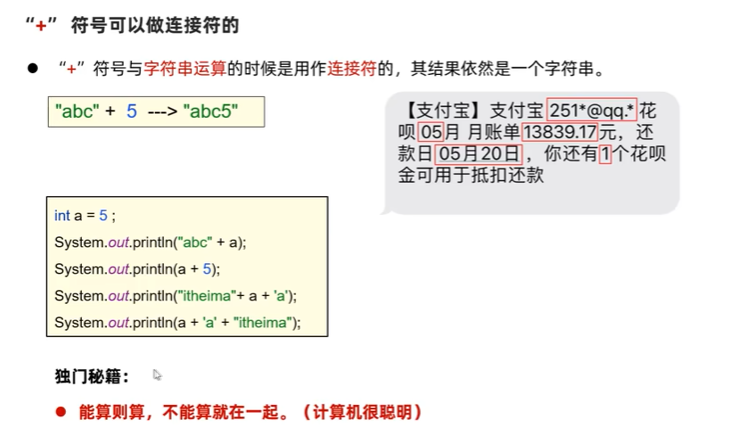 “+” 符号可以做连接符的
● “+”符号与字符串运算的时候是用作连接符的，其结果依然是一个字符串。
"abc" + 5 ---> "abc5"
【支付宝】支付宝 251*@qq.* 花
呗 05月 月账单13839.17元，还
款日 05月20日 ，你还有1个花呗
金可用于抵扣还款
int a = 5 ;
System.out.println("abc" + a);
System.out.println(a + 5);
System.out.println("itheima"+ a + 'a');
System.out.println(a + 'a' + "itheima");
独门秘籍：
● 能算则算，不能算就在一起。（计算机很聪明）